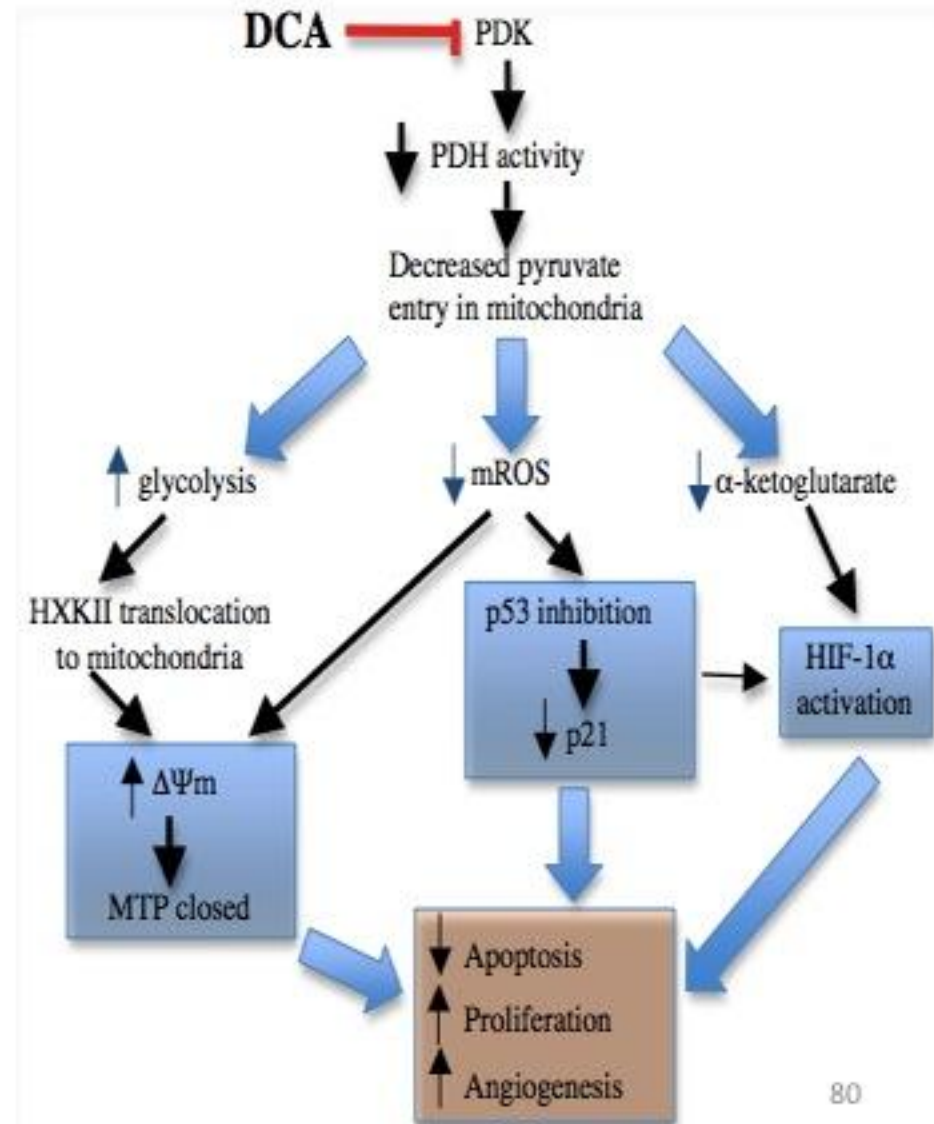 DCA
PDK
PDH activity
Decreased pyruvate
entry in mitochondria
glycolysis
mROS
α-ketoglutarate
HXKII translocation
to mitochondria
p53 inhibition
p21
HIF-1α
activation
ΔΨm
MTP closed
Apoptosis
Proliferation
Angiogenesis
80